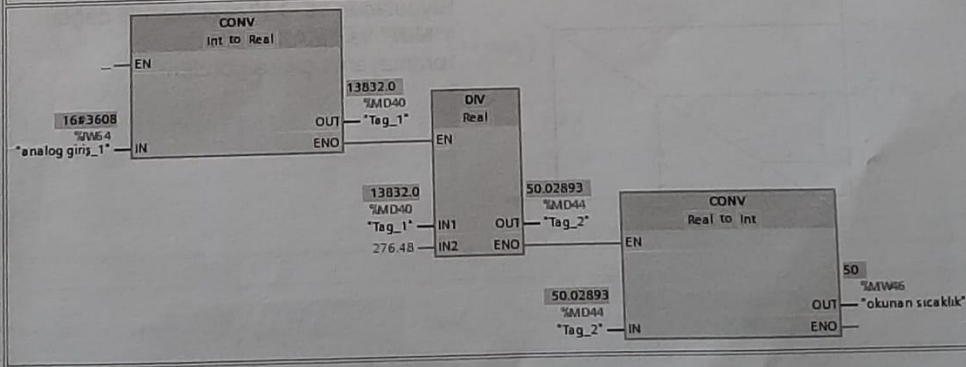 CONV
Int to Real
EN
16#3608
%IW64
"analog giriş_1"
IN
13832.0
%MD40
OUT
"Tag_1"
ENO
DIV
Real
EN
13832.0
%MD40
"Tag_1"
IN1
276.48
IN2
50.02893
%MD44
OUT
"Tag_2"
ENO
CONV
Real to Int
EN
50.02893
%MD44
"Tag_2"
IN
50
%MW46
OUT
"okunan sıcaklık"
ENO